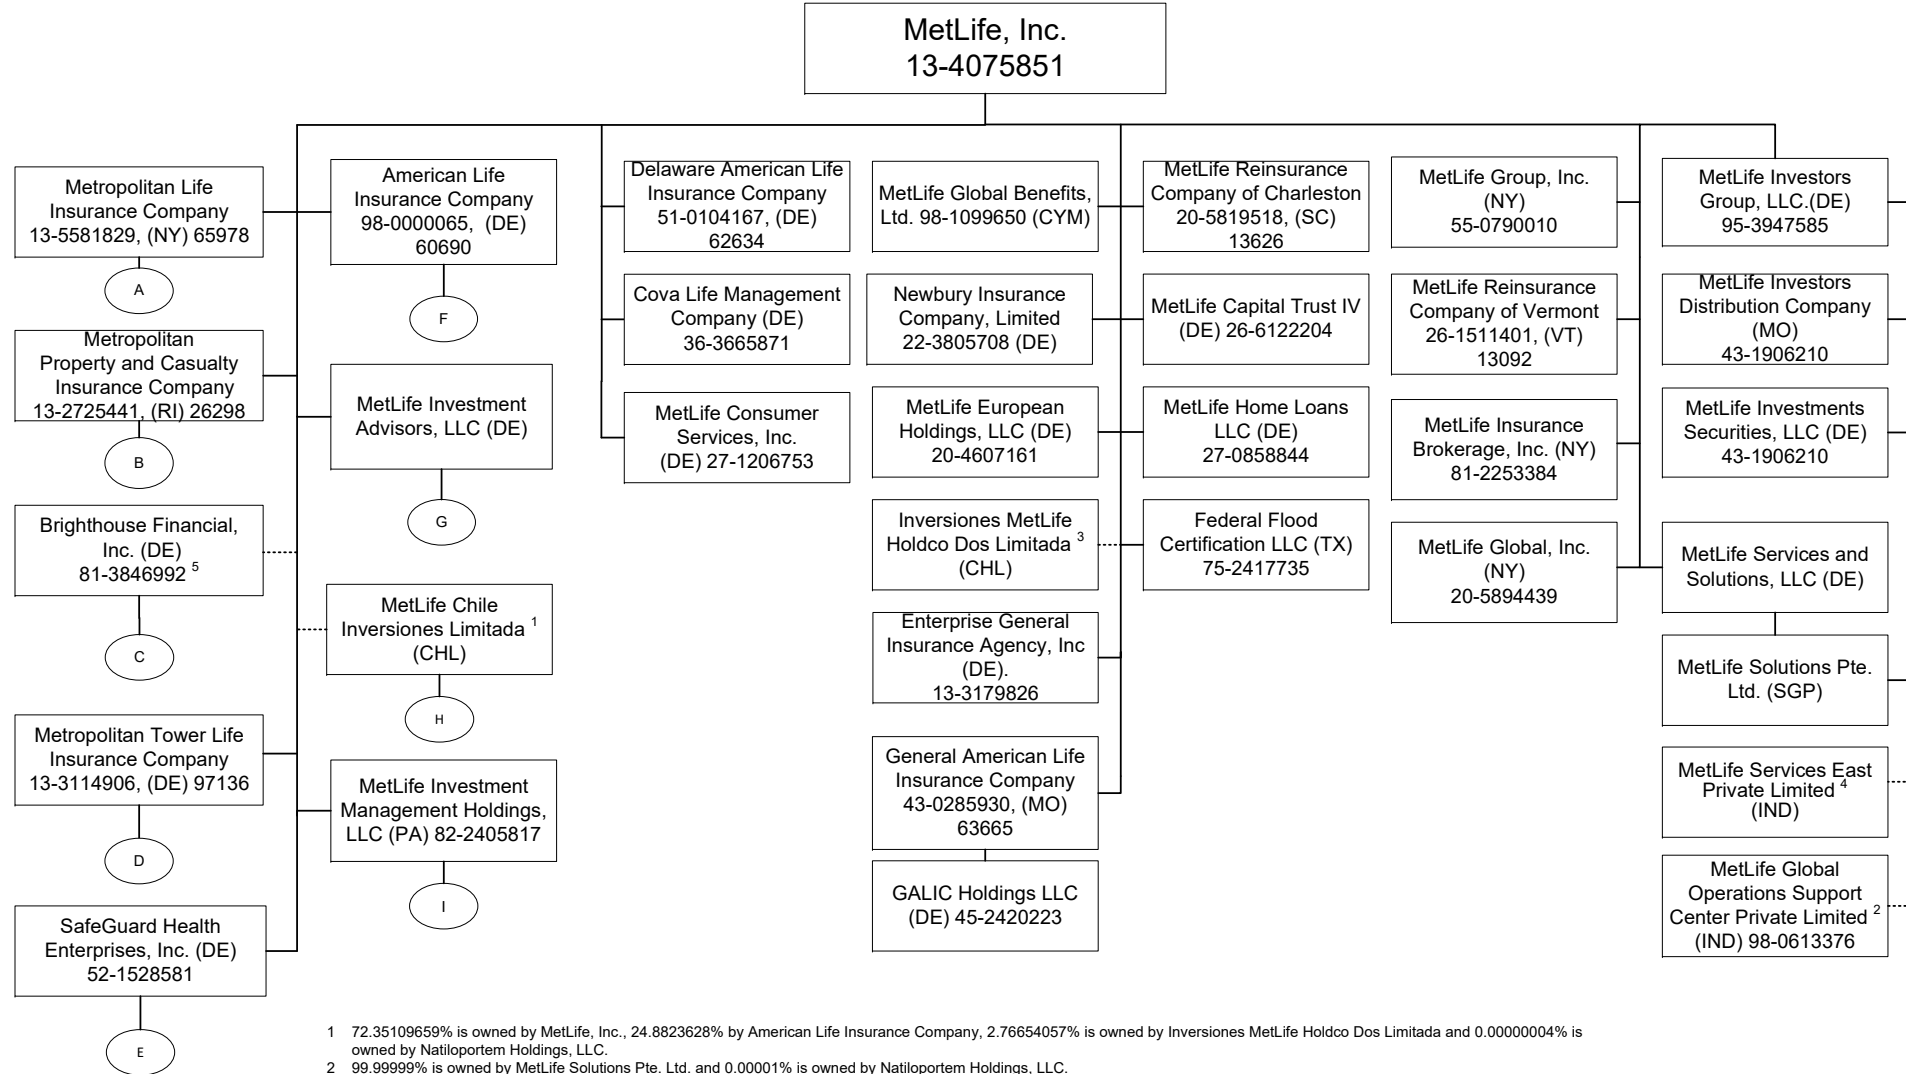 MetLife, Inc.
13-4075851
Metropolitan Life
Insurance Company
13-5581829, (NY) 65978
A
Metropolitan
Property and Casualty
Insurance Company
13-2725441, (RI) 26298
B
Brighthouse Financial,
Inc. (DE)
81-3846992 5
C
Metropolitan Tower Life
Insurance Company
13-3114906, (DE) 97136
D
SafeGuard Health
Enterprises, Inc. (DE)
52-1528581
E
American Life
Insurance Company
98-0000065, (DE)
60690
F
MetLife Investment
Advisors, LLC (DE)
G
MetLife Chile
Inversiones Limitada 1
(CHL)
H
MetLife Investment
Management Holdings,
LLC (PA) 82-2405817
I
Delaware American Life
Insurance Company
51-0104167, (DE)
62634
Cova Life Management
Company (DE)
36-3665871
MetLife Consumer
Services, Inc.
(DE) 27-1206753
MetLife Global Benefits,
Ltd. 98-1099650 (CYM)
Newbury Insurance
Company, Limited
22-3805708 (DE)
MetLife European
Holdings, LLC (DE)
20-4607161
Inversiones MetLife
Holdco Dos Limitada 3
(CHL)
Enterprise General
Insurance Agency, Inc
(DE).
13-3179826
General American Life
Insurance Company
43-0285930, (MO)
63665
GALIC Holdings LLC
(DE) 45-2420223
MetLife Reinsurance
Company of Charleston
20-5819518, (SC)
13626
MetLife Capital Trust IV
(DE) 26-6122204
MetLife Home Loans
LLC (DE)
27-0858844
Federal Flood
Certification LLC (TX)
75-2417735
MetLife Group, Inc.
(NY)
55-0790010
MetLife Reinsurance
Company of Vermont
26-1511401, (VT)
13092
MetLife Insurance
Brokerage, Inc. (NY)
81-2253384
MetLife Global, Inc.
(NY)
20-5894439
MetLife Investors
Group, LLC.(DE)
95-3947585
MetLife Investors
Distribution Company
(MO)
43-1906210
MetLife Investments
Securities, LLC (DE)
43-1906210
MetLife Services and
Solutions, LLC (DE)
MetLife Solutions Pte.
Ltd. (SGP)
MetLife Services East
Private Limited 4
(IND)
MetLife Global
Operations Support
Center Private Limited 2
(IND) 98-0613376
1 72.35109659% is owned by MetLife, Inc., 24.8823628% by American Life Insurance Company, 2.76654057% is owned by Inversiones MetLife Holdco Dos Limitada and 0.00000004% is
owned by Natiloportem Holdings, LLC.
2 99.99999% is owned by MetLife Solutions Pte. Ltd. and 0.00001% is owned by Natiloportem Holdings, LLC.